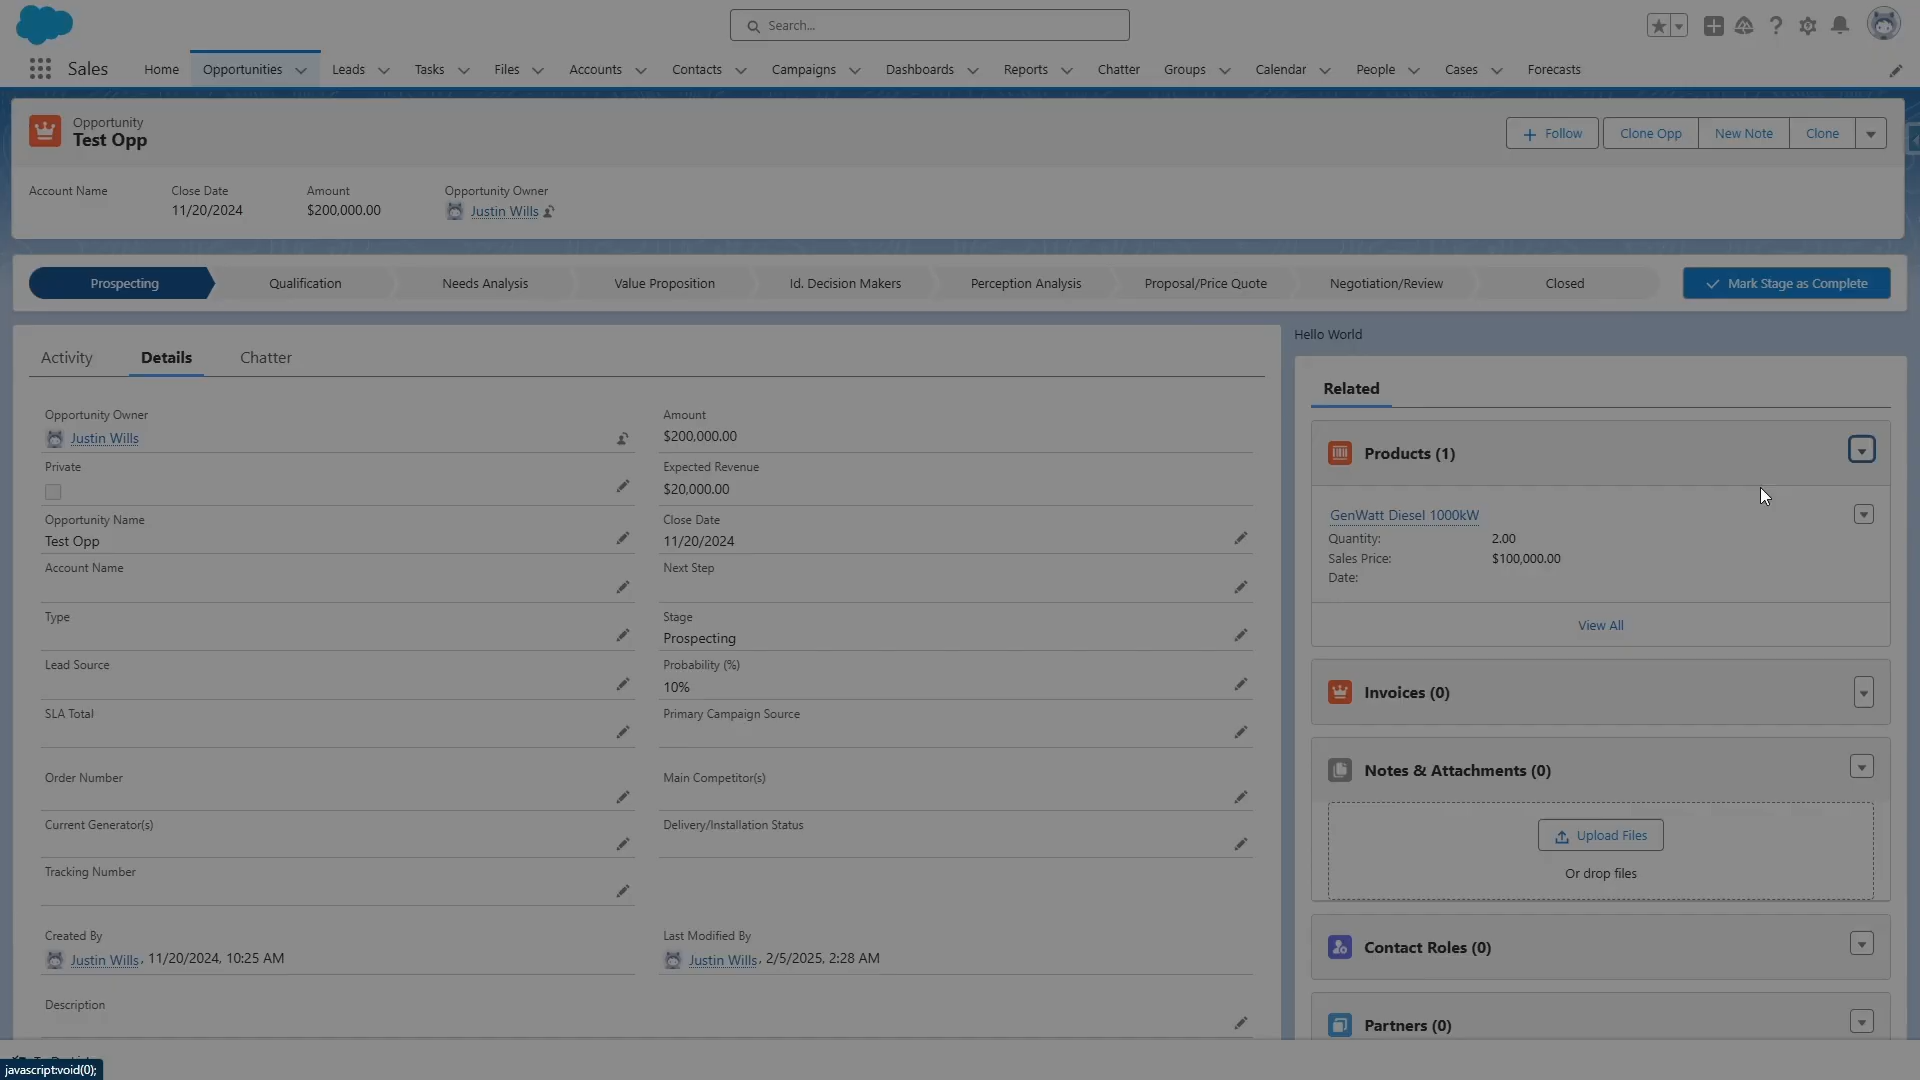 Search...
Sales
Home
Opportunities
Leads
Tasks
Files
Accounts
Contacts
Campaigns
Dashboards
Reports
Chatter
Groups
Calendar
People
Cases
Forecasts
Opportunity
Test Opp
Follow
Clone Opp
New Note
Clone
Account Name
Close Date
Amount
Opportunity Owner
11/20/2024
$200,000.00
Justin Wills
Prospecting
Qualification
Needs Analysis
Value Proposition
Id. Decision Makers
Perception Analysis
Proposal/Price Quote
Negotiation/Review
Closed
Mark Stage as Complete
Activity
Details
Chatter
Opportunity Owner
Justin Wills
Amount
$200,000.00
Private
Expected Revenue
$20,000.00
Opportunity Name
Test Opp
Close Date
11/20/2024
Account Name
Next Step
Type
Stage
Prospecting
Lead Source
Probability (%)
10%
SLA Total
Primary Campaign Source
Order Number
Main Competitor(s)
Current Generator(s)
Delivery/Installation Status
Tracking Number
Created By
Justin Wills, 11/20/2024, 10:25 AM
Last Modified By
Justin Wills, 2/5/2025, 2:28 AM
Description
Hello World
Related
Products (1)
GenWatt Diesel 1000kW
Quantity: 2.00
Sales Price: $100,000.00
Date:
View All
Invoices (0)
Notes & Attachments (0)
Upload Files
Or drop files
Contact Roles (0)
Partners (0)
javascript:void(0);